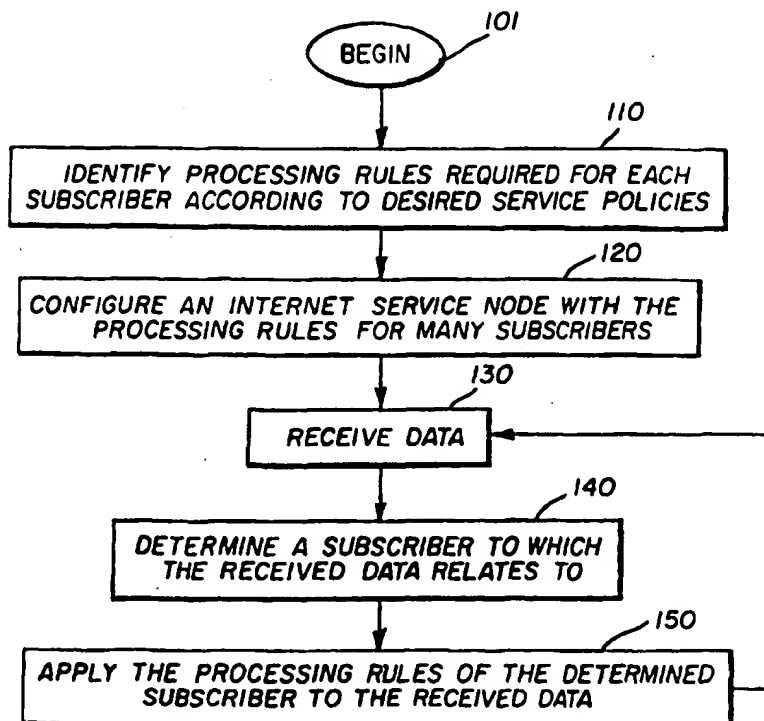 BEGIN
101
110
IDENTIFY PROCESSING RULES REQUIRED FOR EACH
SUBSCRIBER ACCORDING TO DESIRED SERVICE POLICIES
120
CONFIGURE AN INTERNET SERVICE NODE WITH THE
PROCESSING RULES FOR MANY SUBSCRIBERS
130
RECEIVE DATA
140
DETERMINE A SUBSCRIBER TO WHICH
THE RECEIVED DATA RELATES TO
150
APPLY THE PROCESSING RULES OF THE DETERMINED
SUBSCRIBER TO THE RECEIVED DATA